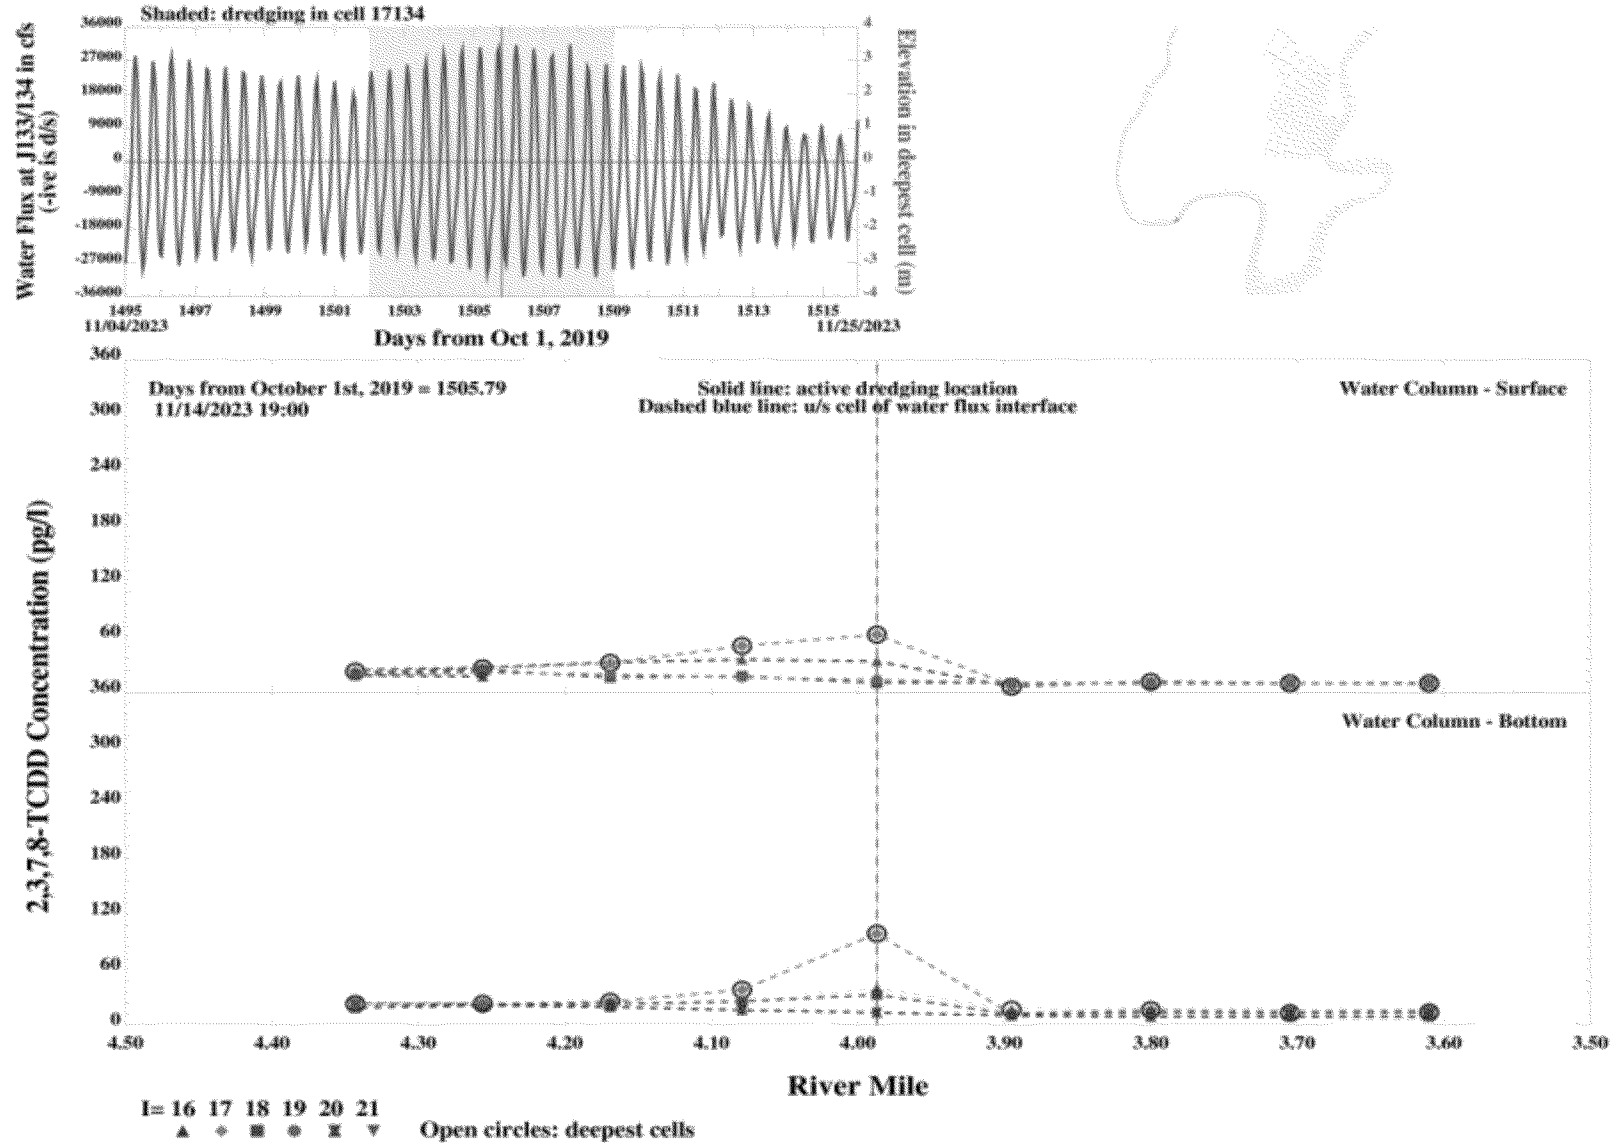 Shaded: dredging in cell 17134
Water Flux at J133/134 in cfs
(-ive is d/s)
36000
27000
18000
9000
0
-9000
-18000
-27000
-36000
4
3
2
1
0
-1
-2
-3
-4
Elevation in deepest cell (m)
1495 1497 1499 1501 1503 1505 1507 1509 1511 1513 1515
11/04/2023 11/25/2023
Days from Oct 1, 2019
2,3,7,8-TCDD Concentration (pg/l)
360
300
240
180
120
60
Days from October 1st, 2019 = 1505.79
11/14/2023 19:00
Solid line: active dredging location
Dashed blue line: u/s cell of water flux interface
Water Column - Surface
360
300
240
180
120
60
0
Water Column - Bottom
4.50 4.40 4.30 4.20 4.10 4.00 3.90 3.80 3.70 3.60 3.50
River Mile
I= 16 17 18 19 20 21
Open circles: deepest cells